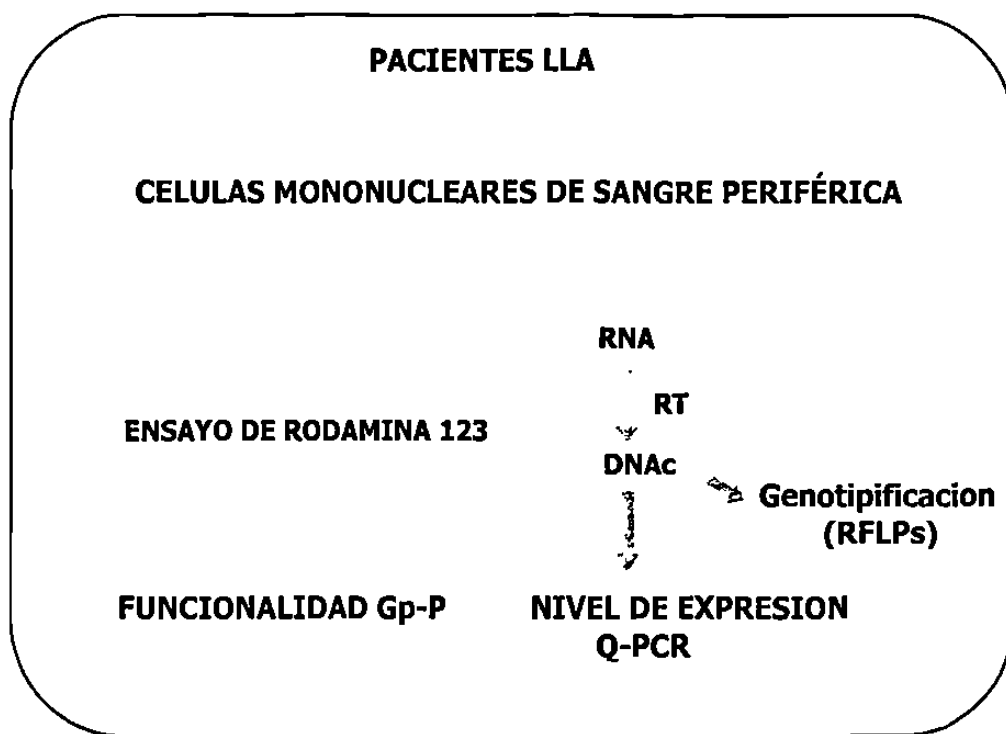 PACIENTES LLA
CELULAS MONONUCLEARES DE SANGRE PERIFÉRICA
RNA
RT
ENSAYO DE RODAMINA 123
DNAc
Genotipificacion
(RFLPs)
FUNCIONALIDAD Gp-P
NIVEL DE EXPRESION
Q-PCR